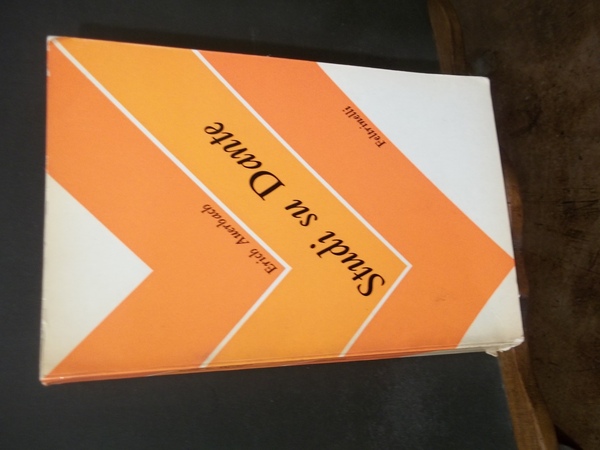 Erich Auerbach
Studi su Dante
Feltrinelli